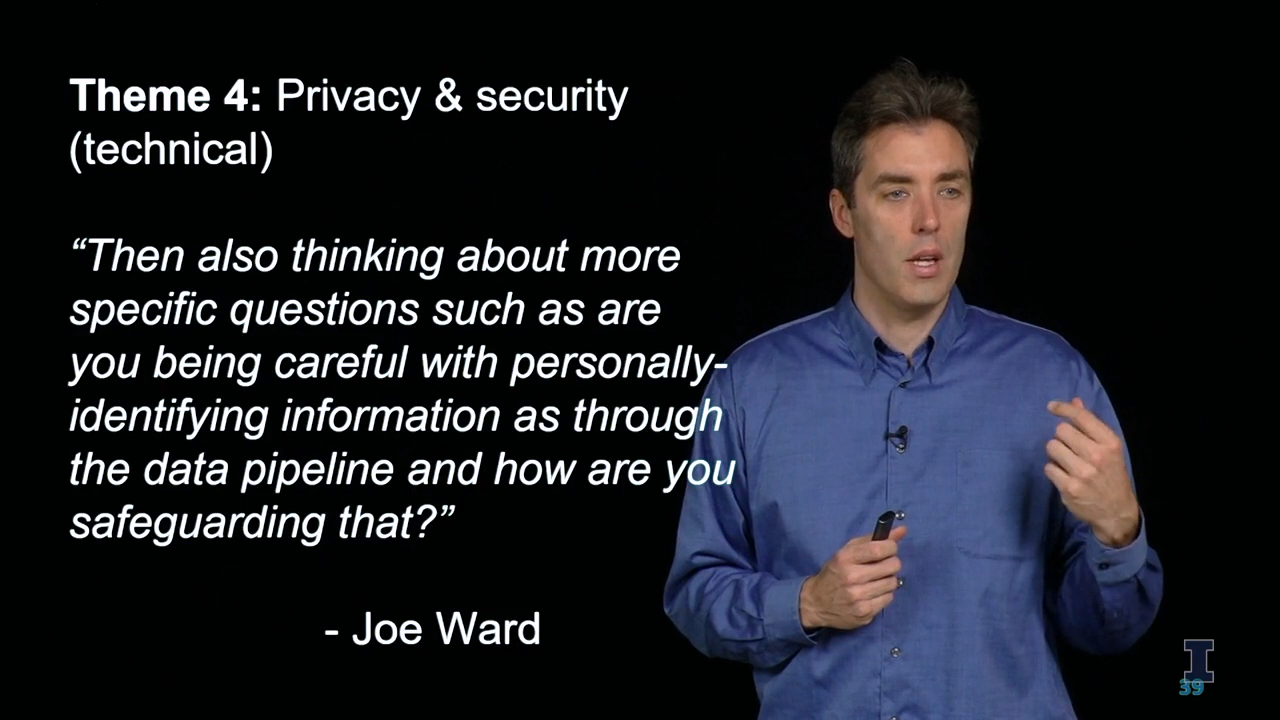 Theme 4: Privacy & security
(technical)
“Then also thinking about more
specific questions such as are
you being careful with personally-
identifying information as through
the data pipeline and how are you
safeguarding that?”
- Joe Ward
I
39